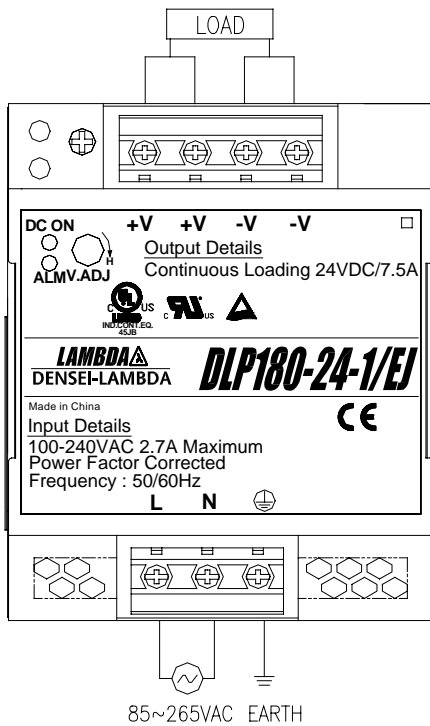 LOAD
DC ON +V +V -V -V
ALM V.ADJ H
Output Details
Continuous Loading 24VDC/7.5A
C UL US
LISTED
IND.CONT.EQ.
45JB
c US
LAMBDA
DENSEI-LAMBDA
DLP180-24-1/EJ
Made in China
CE
Input Details
100-240VAC 2.7A Maximum
Power Factor Corrected
Frequency : 50/60Hz
L N
85~265VAC EARTH